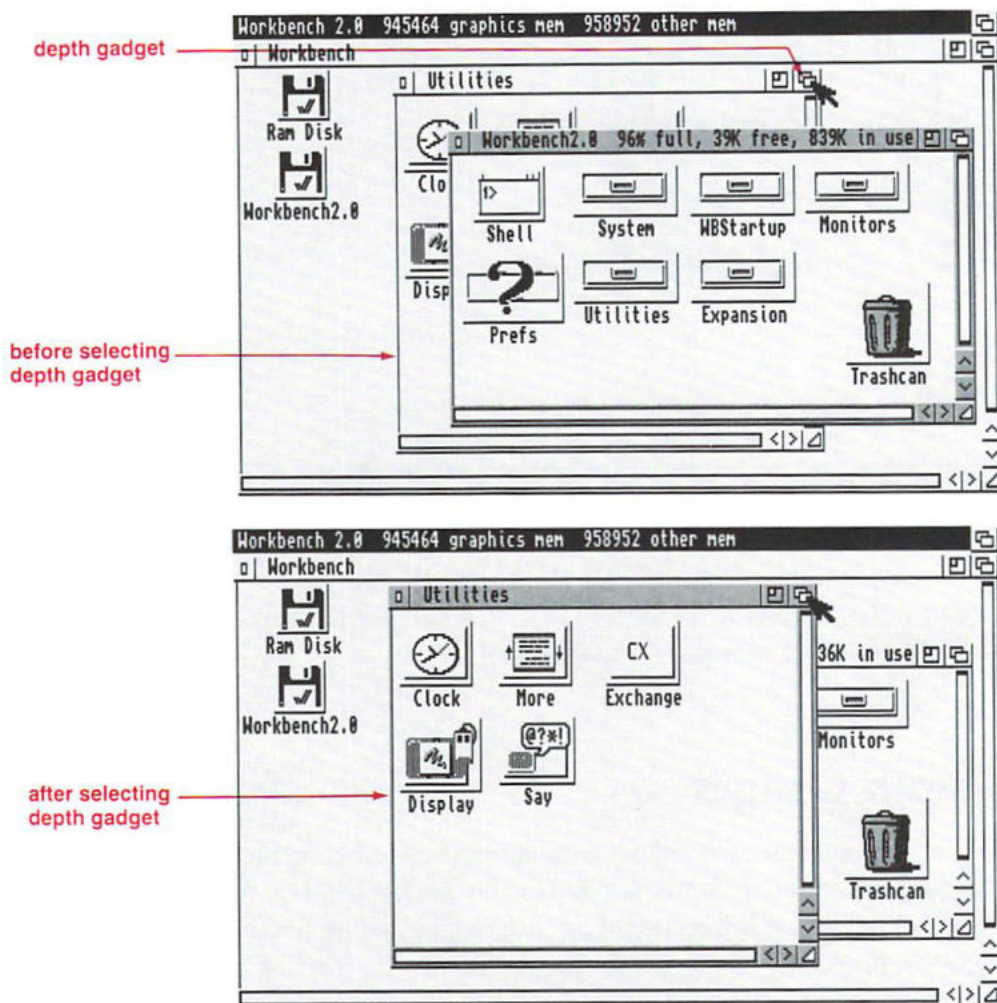 Workbench 2.0 945464 graphics mem 958952 other mem
depth gadget
Workbench
Utilities
Ram Disk
Workbench2.0
Clo
Disp
Workbench2.0 96% full, 39K free, 839K in use
1>
Shell
System
WBStartup
Monitors
Prefs
Utilities
Expansion
Trashcan
before selecting
depth gadget
Workbench 2.0 945464 graphics mem 958952 other mem
Workbench
Utilities
Ram Disk
Workbench2.0
36K in use
Clock
More
CX
Exchange
Monitors
@?*!
Display
Say
after selecting
depth gadget
Trashcan